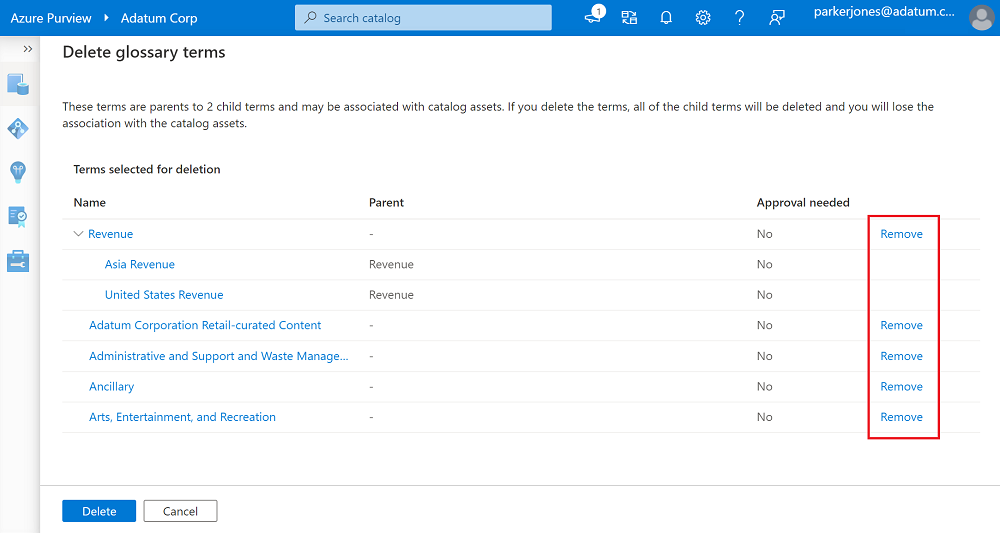 Azure Purview > Adatum Corp Search catalog 1 ? parkerjones@adatum.c...
>>
Delete glossary terms
These terms are parents to 2 child terms and may be associated with catalog assets. If you delete the terms, all of the child terms will be deleted and you will lose the
association with the catalog assets.
Terms selected for deletion
Name Parent Approval needed
Revenue - No Remove
Asia Revenue Revenue No
United States Revenue Revenue No
Adatum Corporation Retail-curated Content - No Remove
Administrative and Support and Waste Manage... - No Remove
Ancillary - No Remove
Arts, Entertainment, and Recreation - No Remove
Delete Cancel